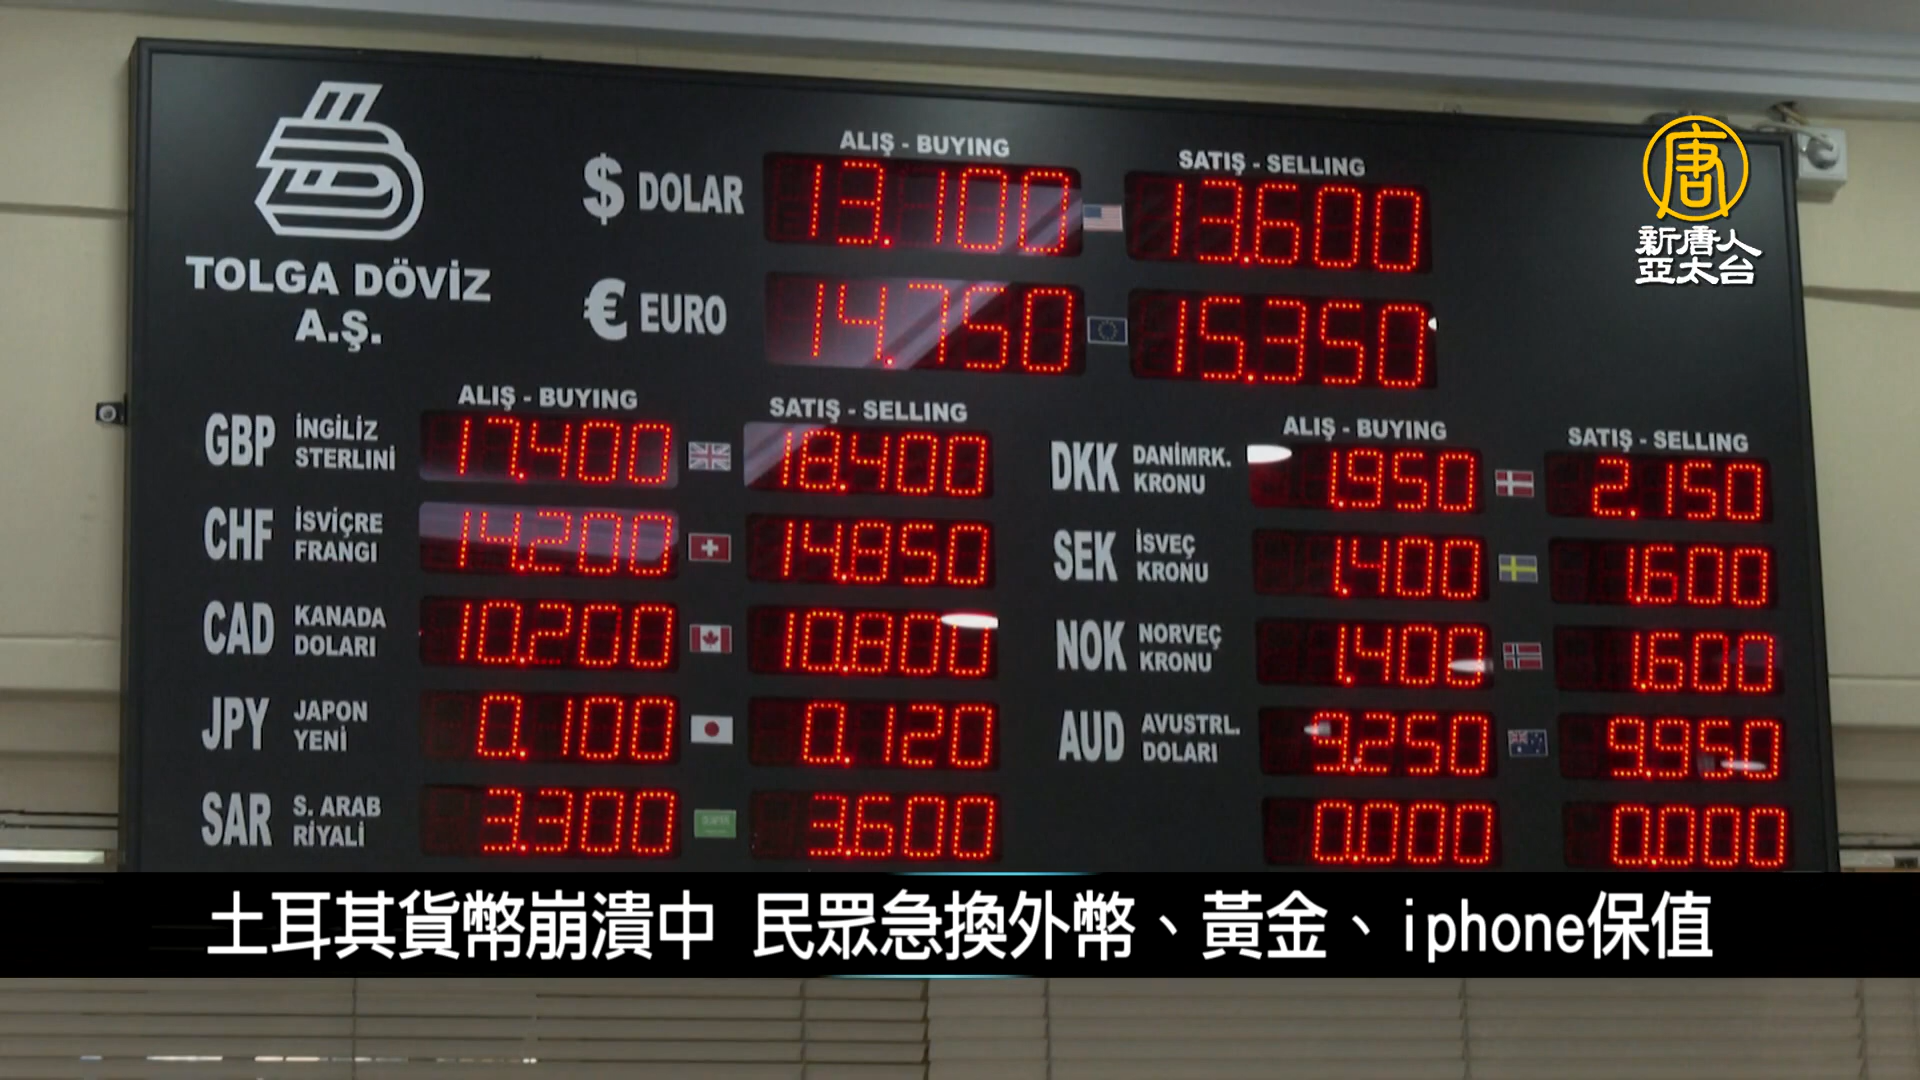 ALIŞ - BUYING
SATIŞ - SELLING
$ DOLAR 13.100 13.600
TOLGA DÖVİZ
A.Ş.
€ EURO 14.750 15.350
ALIŞ - BUYING
SATIŞ - SELLING
GBP İNGİLİZ STERLINİ 17.400 18.400
CHF İSVİÇRE FRANGI 14.200 14.850
CAD KANADA DOLARI 10.200 10.800
JPY JAPON YENİ 0.100 0.120
SAR S. ARAB RİYALİ 3.300 3.600
ALIŞ - BUYING
SATIŞ - SELLING
DKK DANİMRK. KRONU 1.950 2.150
SEK İSVEÇ KRONU 1.400 1.600
NOK NORVEÇ KRONU 1.400 1.600
AUD AVUSTRL. DOLARI 9.250 9.950
0.000 0.000
唐
新唐人
亞太台
土耳其貨幣崩潰中 民眾急換外幣、黃金、iphone保值